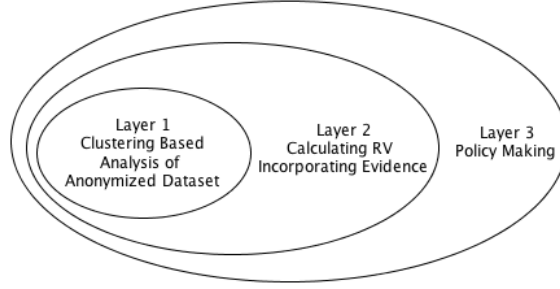 Layer 1
Clustering Based
Analysis of
Anonymized Dataset
Layer 2
Calculating RV
Incorporating Evidence
Layer 3
Policy Making